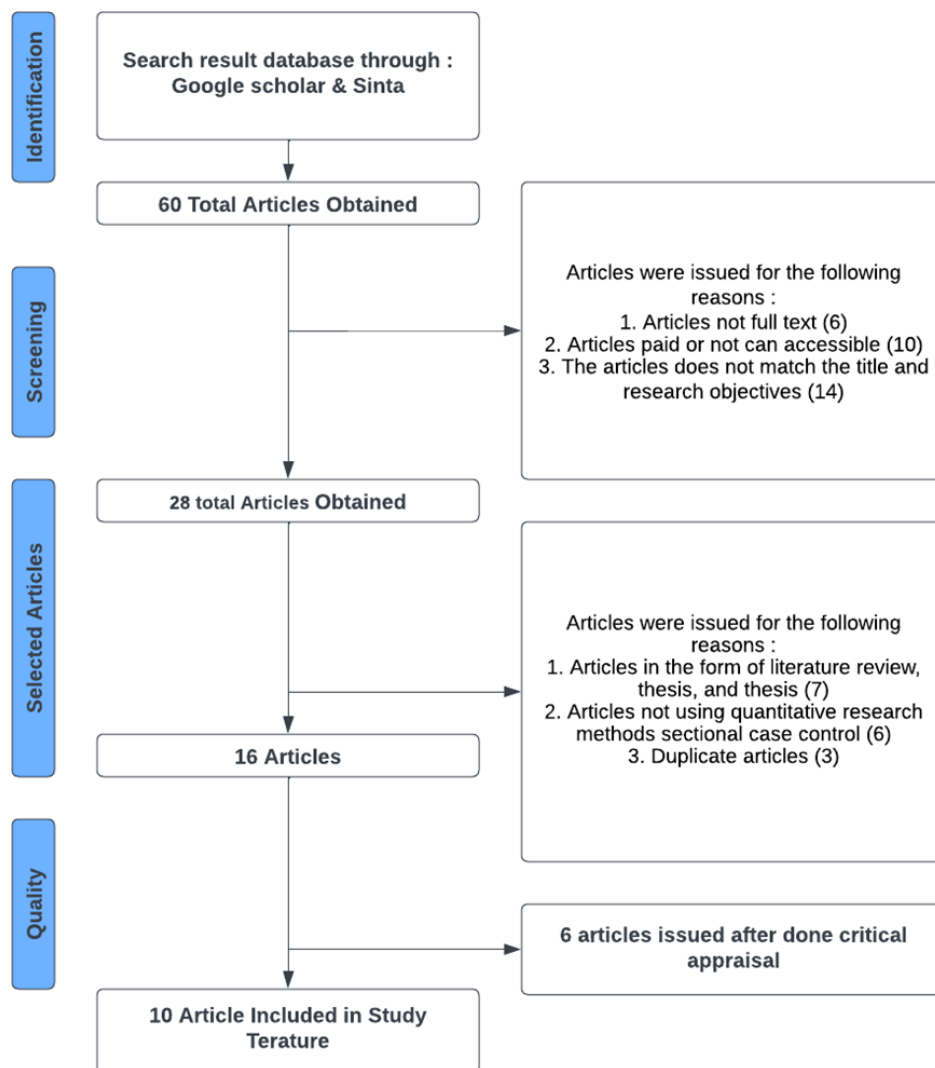 Identification
Search result database through :
Google scholar & Sinta
60 Total Articles Obtained
Screening
Articles were issued for the following
reasons :
1. Articles not full text (6)
2. Articles paid or not can accessible (10)
3. The articles does not match the title and
research objectives (14)
28 total Articles Obtained
Selected Articles
Articles were issued for the following
reasons :
1. Articles in the form of literature review,
thesis, and thesis (7)
2. Articles not using quantitative research
methods sectional case control (6)
3. Duplicate articles (3)
16 Articles
Quality
6 articles issued after done critical
appraisal
10 Article Included in Study
Terature